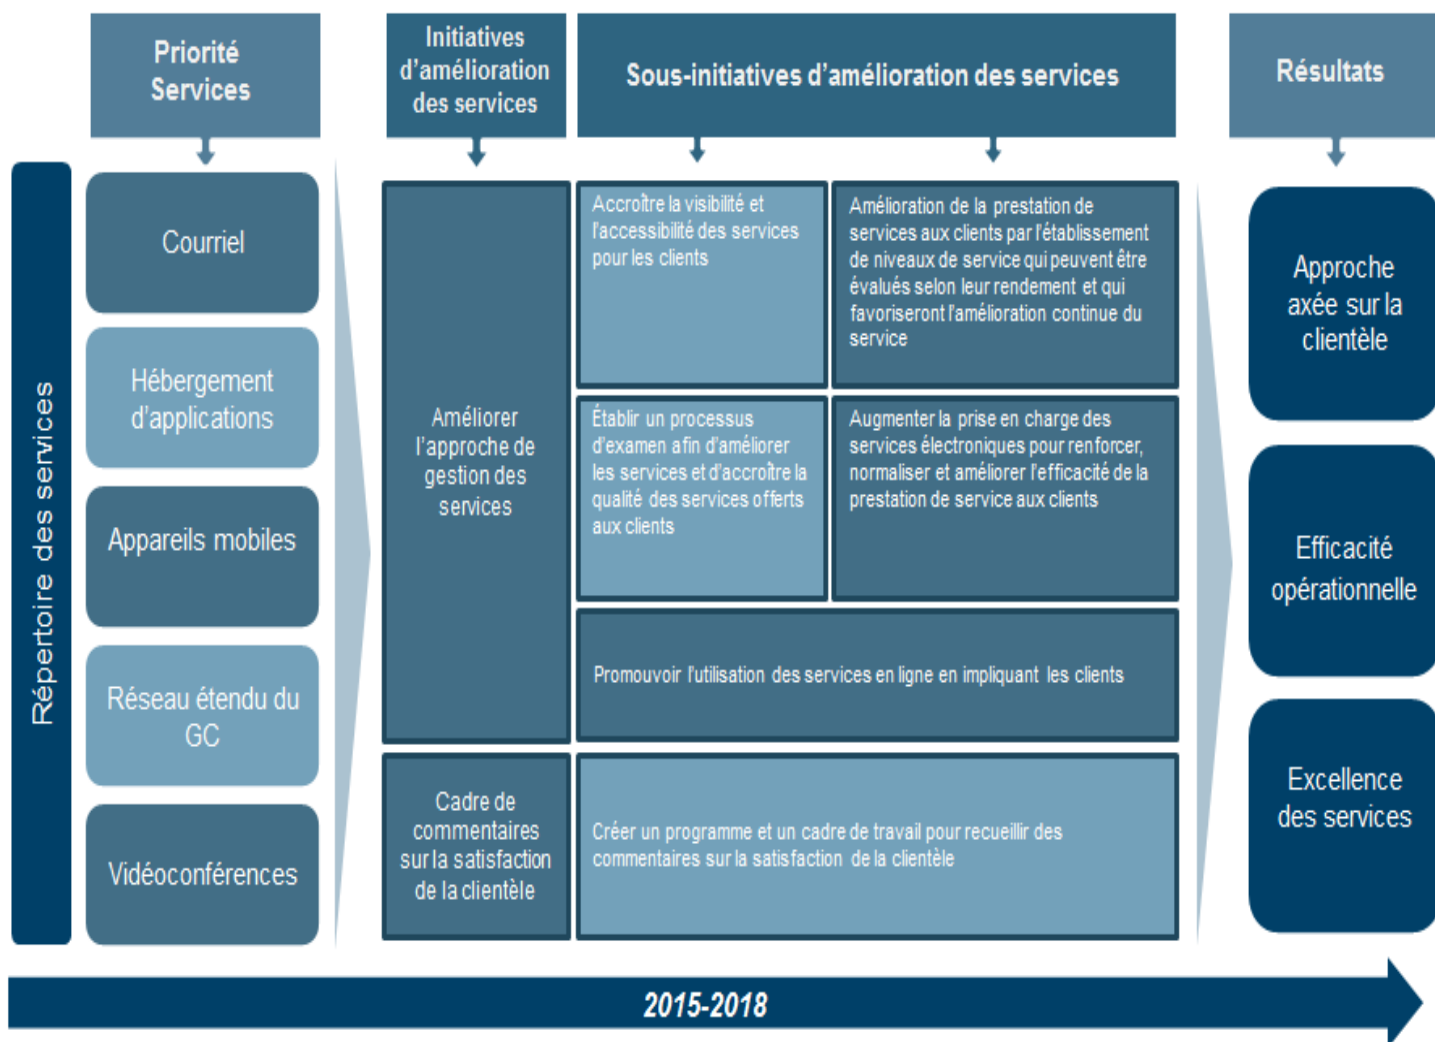 Priorité
Services
Initiatives
d'amélioration
des services
Sous-initiatives d'amélioration des services
Résultats
Répertoire des services
Courriel
Hébergement
d'applications
Appareils mobiles
Réseau étendu du
GC
Vidéoconférences
Améliorer
l'approche de
gestion des
services
Cadre de
commentaires
sur la satisfaction
de la clientèle
Accroître la visibilité et
l'accessibilité des services
pour les clients
Amélioration de la prestation de
services aux clients par l'établissement
de niveaux de service qui peuvent être
évalués selon leur rendement et qui
favoriseront l'amélioration continue du
service
Établir un processus
d'examen afin d'améliorer
les services et d'accroître la
qualité des services offerts
aux clients
Augmenter la prise en charge des
services électroniques pour renforcer,
normaliser et améliorer l'efficacité de la
prestation de service aux clients
Promouvoir l'utilisation des services en ligne en impliquant les clients
Créer un programme et un cadre de travail pour recueillir des
commentaires sur la satisfaction de la clientèle
Approche
axée sur la
clientèle
Efficacité
opérationnelle
Excellence
des services
2015-2018